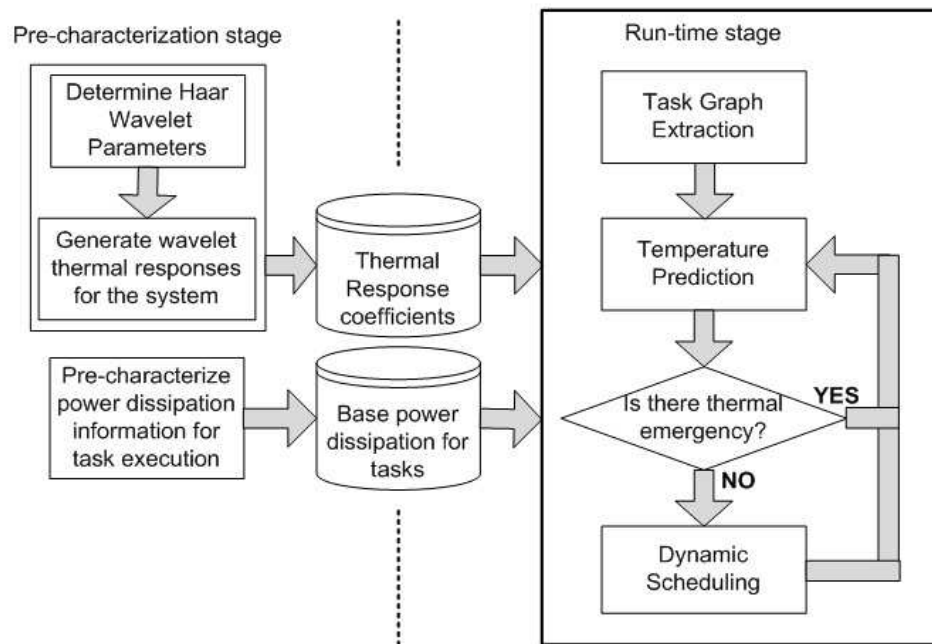 Pre-characterization stage
Determine Haar
Wavelet
Parameters
Generate wavelet
thermal responses
for the system
Pre-characterize
power dissipation
information for
task execution
Thermal
Response
coefficients
Base power
dissipation for
tasks
Run-time stage
Task Graph
Extraction
Temperature
Prediction
Is there thermal
emergency?
YES
NO
Dynamic
Scheduling